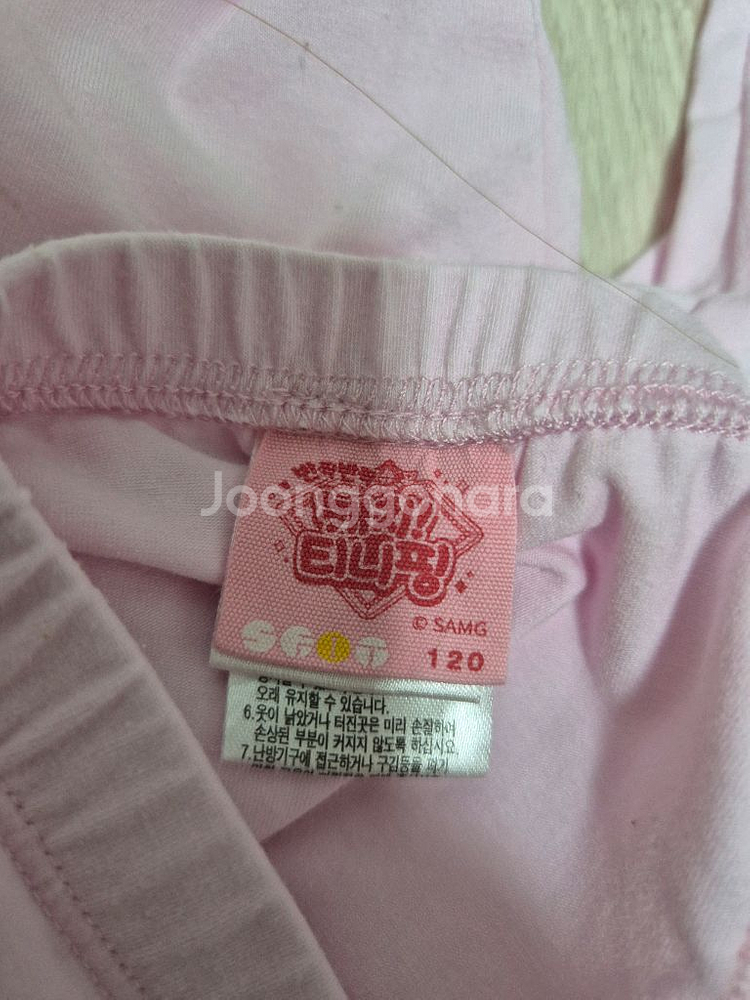 Joonggonara
티니핑
© SAMG
120
오래 유지할 수 있습니다.
6.옷이 낡았거나 터진곳은 미리 손질하여
손상된 부분이 커지지 않도록 하십시요.
7.난방기구에 접근하거나 구김등을 펴기